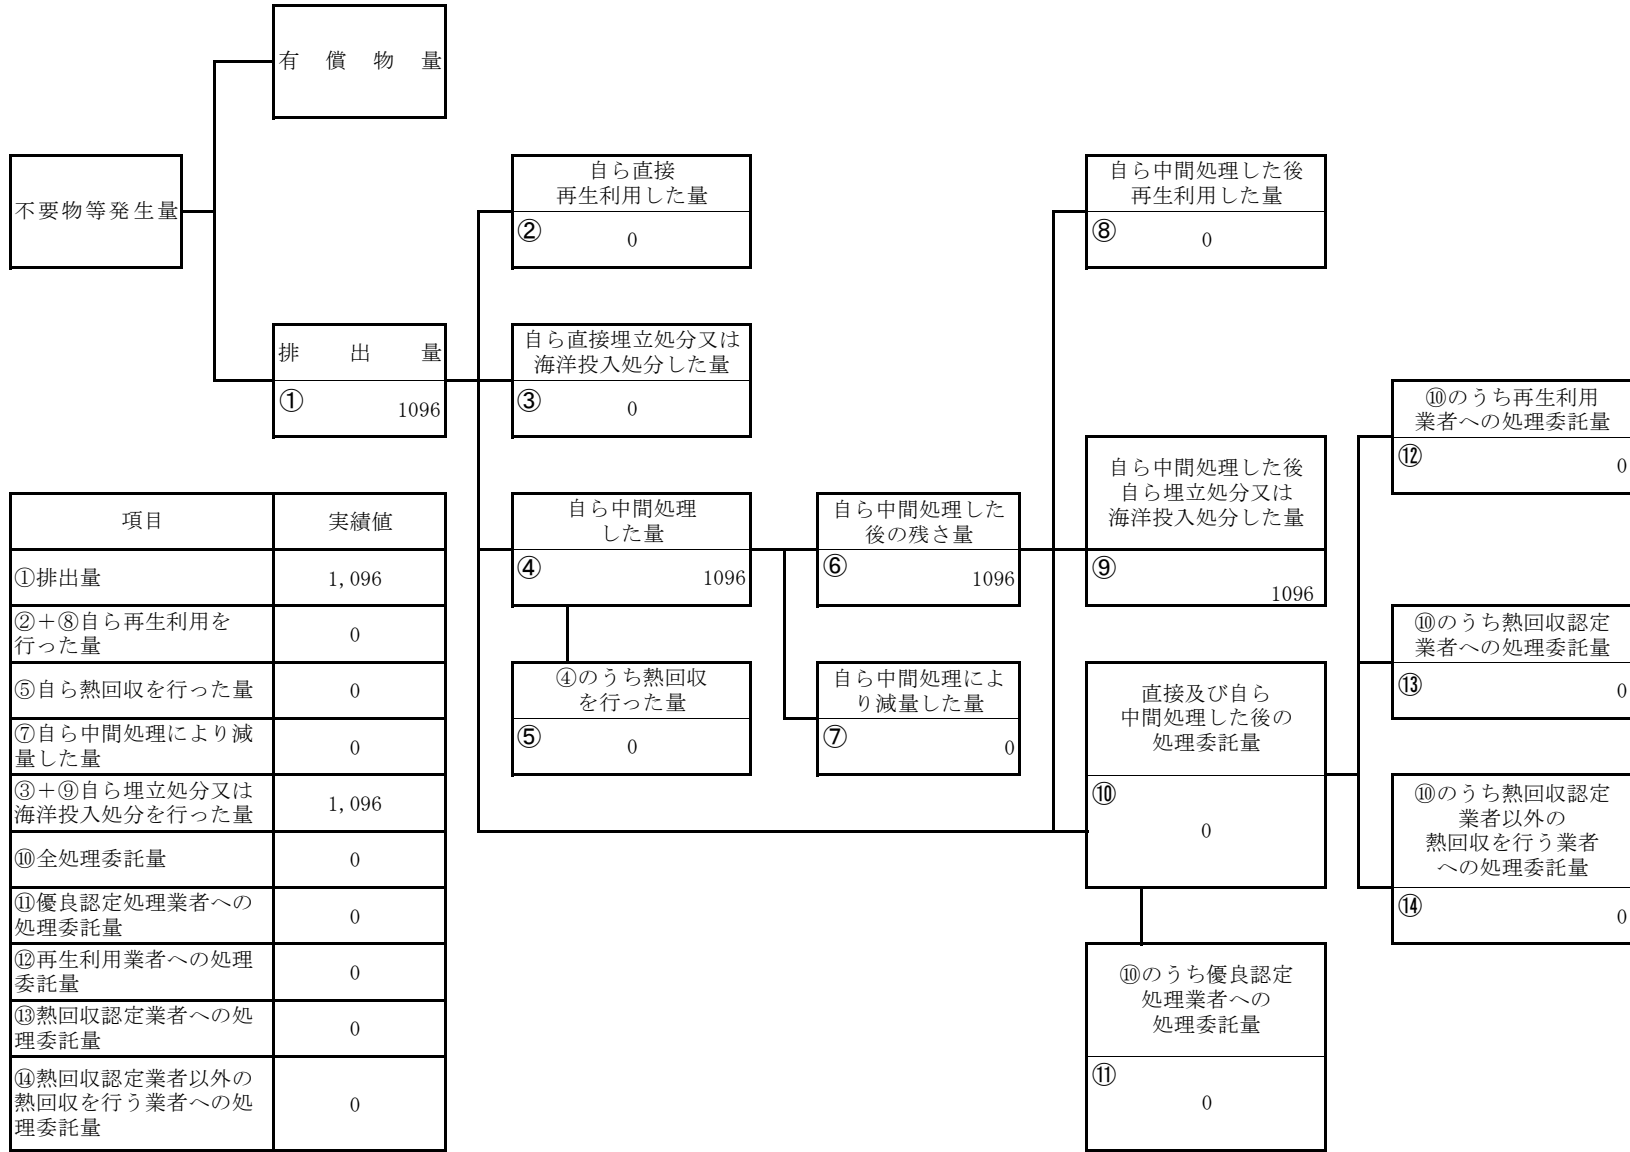 有償物量
不要物等発生量
排出量
①
1096
自ら直接
再生利用した量
②
0
自ら直接埋立処分又は
海洋投入処分した量
③
0
自ら中間処理
した量
④
1096
④のうち熱回収
を行った量
⑤
0
自ら中間処理した
後の残さ量
⑥
1096
自ら中間処理によ
り減量した量
⑦
0
自ら中間処理した後
再生利用した量
⑧
0
自ら中間処理した後
自ら埋立処分又は
海洋投入処分した量
⑨
1096
直接及び自ら
中間処理した後の
処理委託量
⑩
0
⑩のうち優良認定
処理業者への
処理委託量
⑪
0
⑩のうち再生利用
業者への処理委託量
⑫
0
⑩のうち熱回収認定
業者への処理委託量
⑬
0
⑩のうち熱回収認定
業者以外の
熱回収を行う業者
への処理委託量
⑭
0
項目 実績値
①排出量 1,096
②+⑧自ら再生利用を
行った量
0
⑤自ら熱回収を行った量 0
⑦自ら中間処理により減
量した量
0
③+⑨自ら埋立処分又は
海洋投入処分を行った量
1,096
⑩全処理委託量 0
⑪優良認定処理業者への
処理委託量
0
⑫再生利用業者への処理
委託量
0
⑬熱回収認定業者への処
理委託量
0
⑭熱回収認定業者以外の
熱回収を行う業者への処
理委託量
0